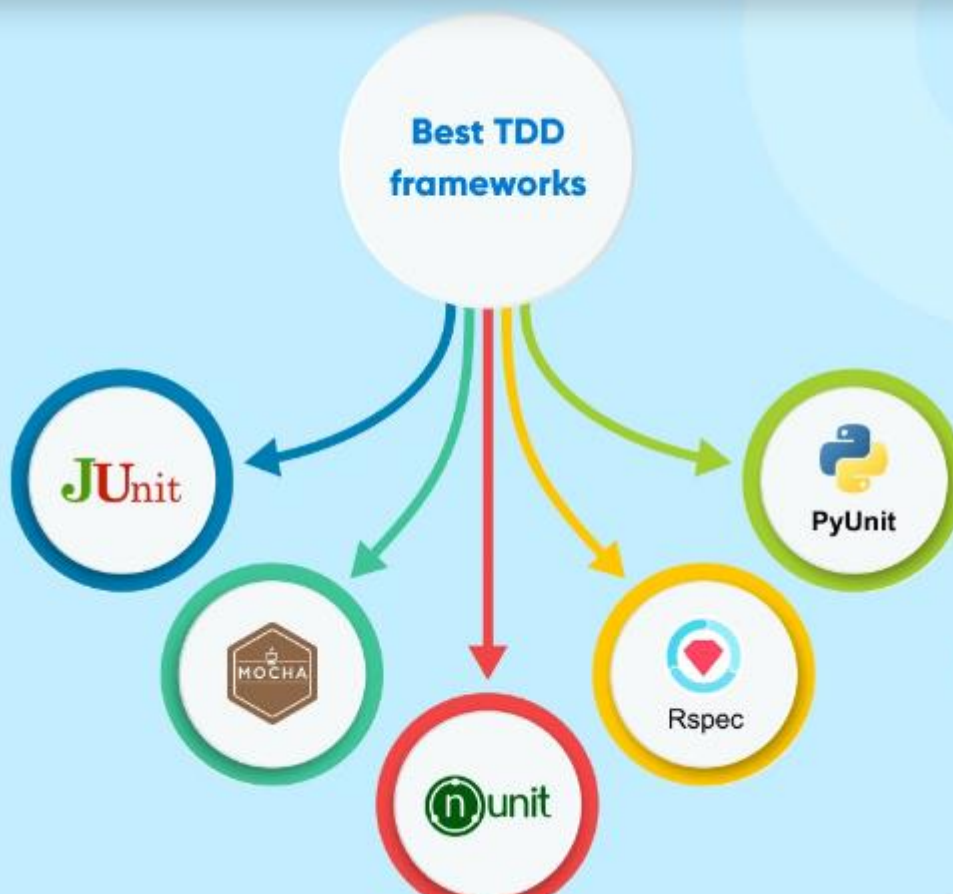 Best TDD
frameworks
JUnit
PyUnit
MOCHA
Rspec
nunit